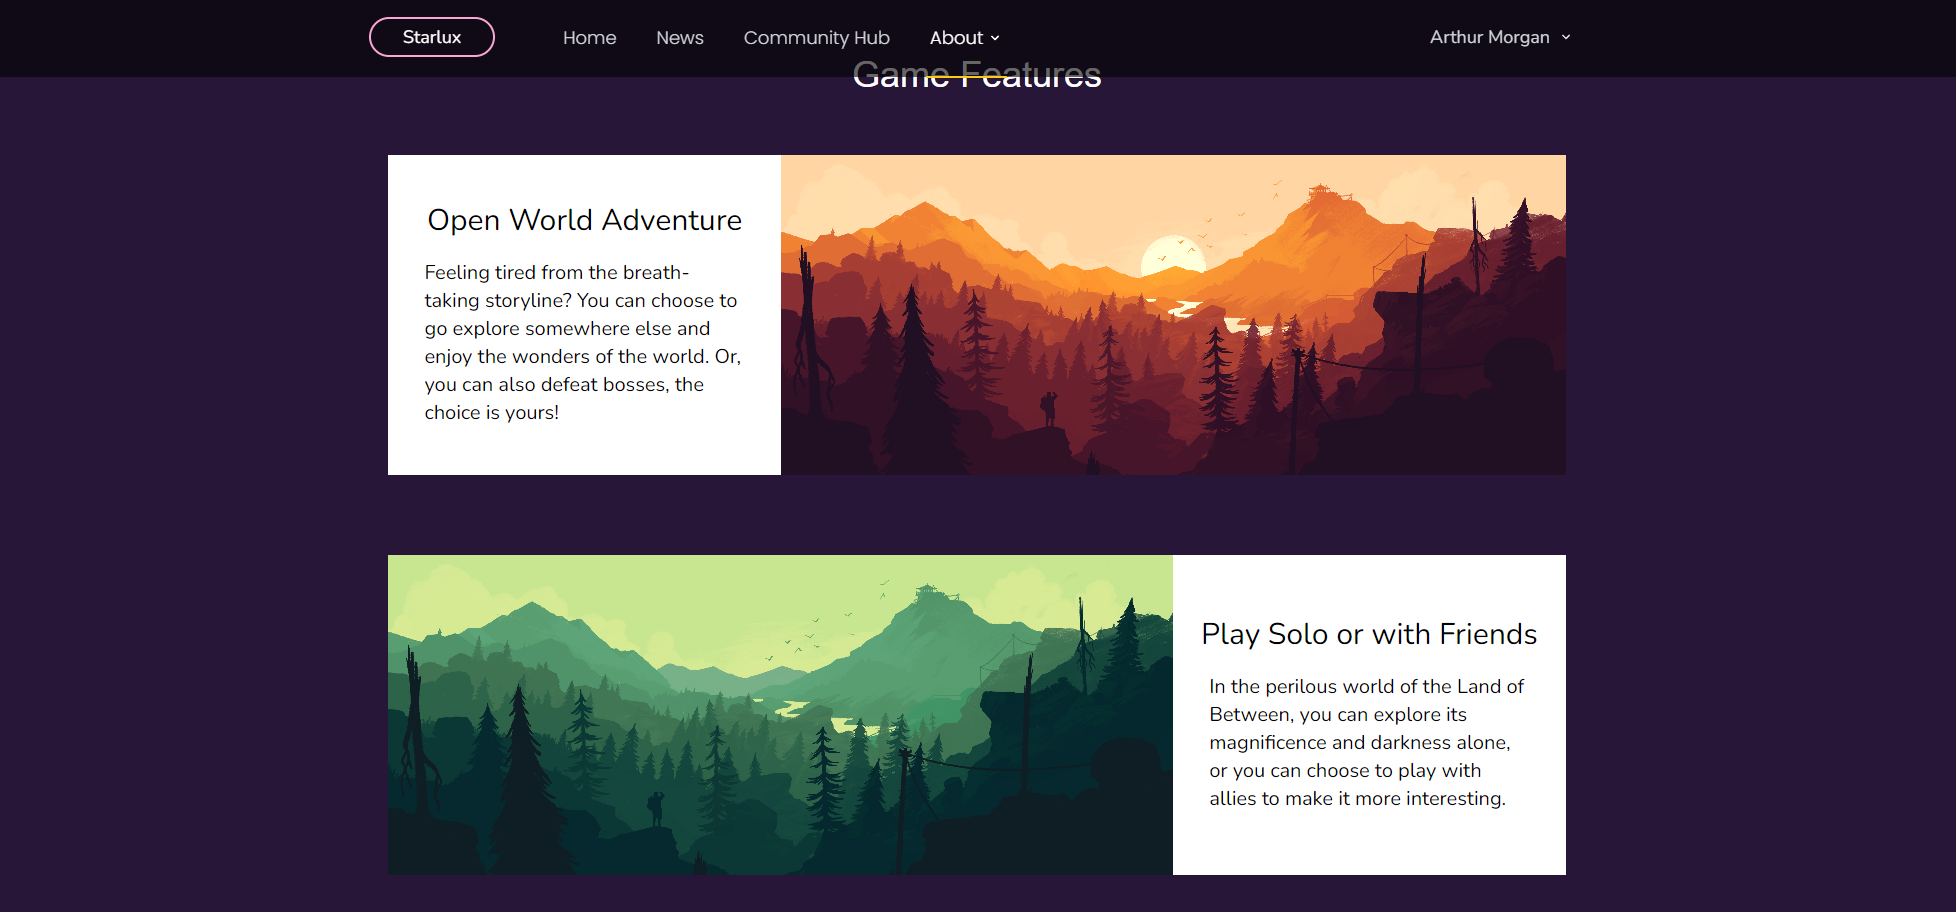 Starlux
Home
News
Community Hub
About
Arthur Morgan
Game Features
Open World Adventure
Feeling tired from the breath-
taking storyline? You can choose to
go explore somewhere else and
enjoy the wonders of the world. Or,
you can also defeat bosses, the
choice is yours!
Play Solo or with Friends
In the perilous world of the Land of
Between, you can explore its
magnificence and darkness alone,
or you can choose to play with
allies to make it more interesting.